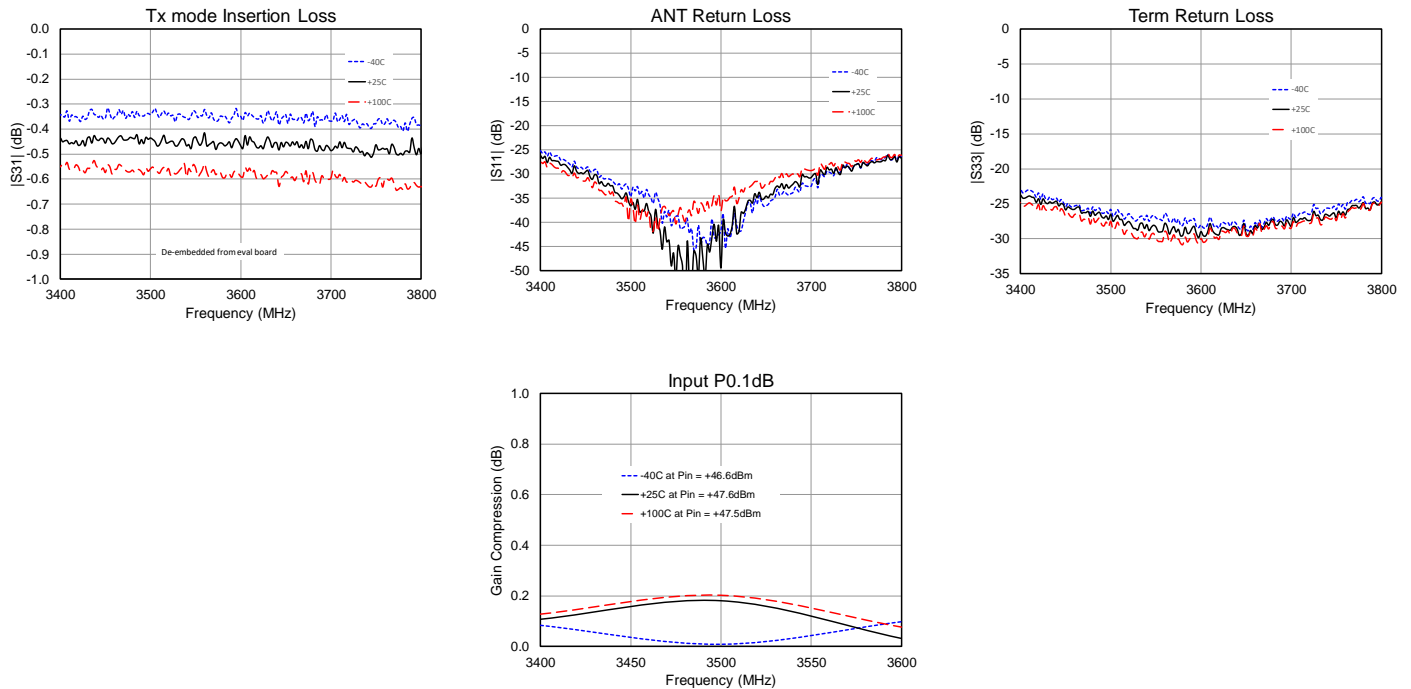 Tx mode Insertion Loss
0.0
-0.1
-0.2
-0.3
-0.4
-0.5
-0.6
-0.7
-0.8
-0.9
-1.0
|S31| (dB)
-40C
+25C
+100C
De-embedded from eval board
3400 3500 3600 3700 3800
Frequency (MHz)
ANT Return Loss
0
-5
-10
-15
-20
-25
-30
-35
-40
-45
-50
|S11| (dB)
-40C
+25C
+100C
3400 3500 3600 3700 3800
Frequency (MHz)
Term Return Loss
0
-5
-10
-15
-20
-25
-30
-35
|S33| (dB)
-40C
+25C
+100C
3400 3500 3600 3700 3800
Frequency (MHz)
Input P0.1dB
1.0
0.8
0.6
0.4
0.2
0.0
Gain Compression (dB)
-40C at Pin = +46.6dBm
+25C at Pin = +47.6dBm
+100C at Pin = +47.5dBm
3400 3450 3500 3550 3600
Frequency (MHz)